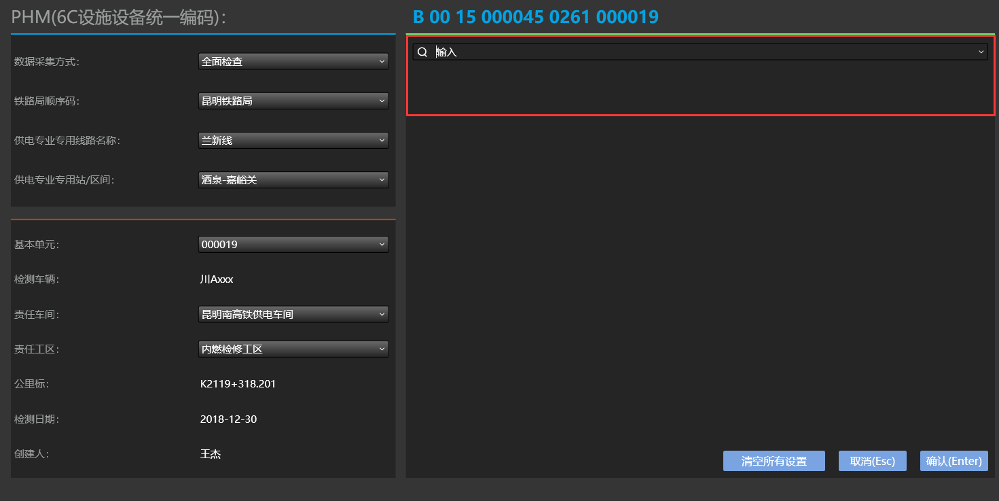 PHM(6C设施设备统一编码)：
B 00 15 000045 0261 000019
数据采集方式： 全面检查
铁路局顺序码： 昆明铁路局
供电专业专用线路名称： 兰新线
供电专业专用站/区间： 酒泉-嘉峪关
基本单元： 000019
检测车辆： 川Axxx
责任车间： 昆明南高铁供电车间
责任工区： 内燃检修工区
公里标： K2119+318.201
检测日期： 2018-12-30
创建人： 王杰
输入
清空所有设置 取消(Esc) 确认(Enter)